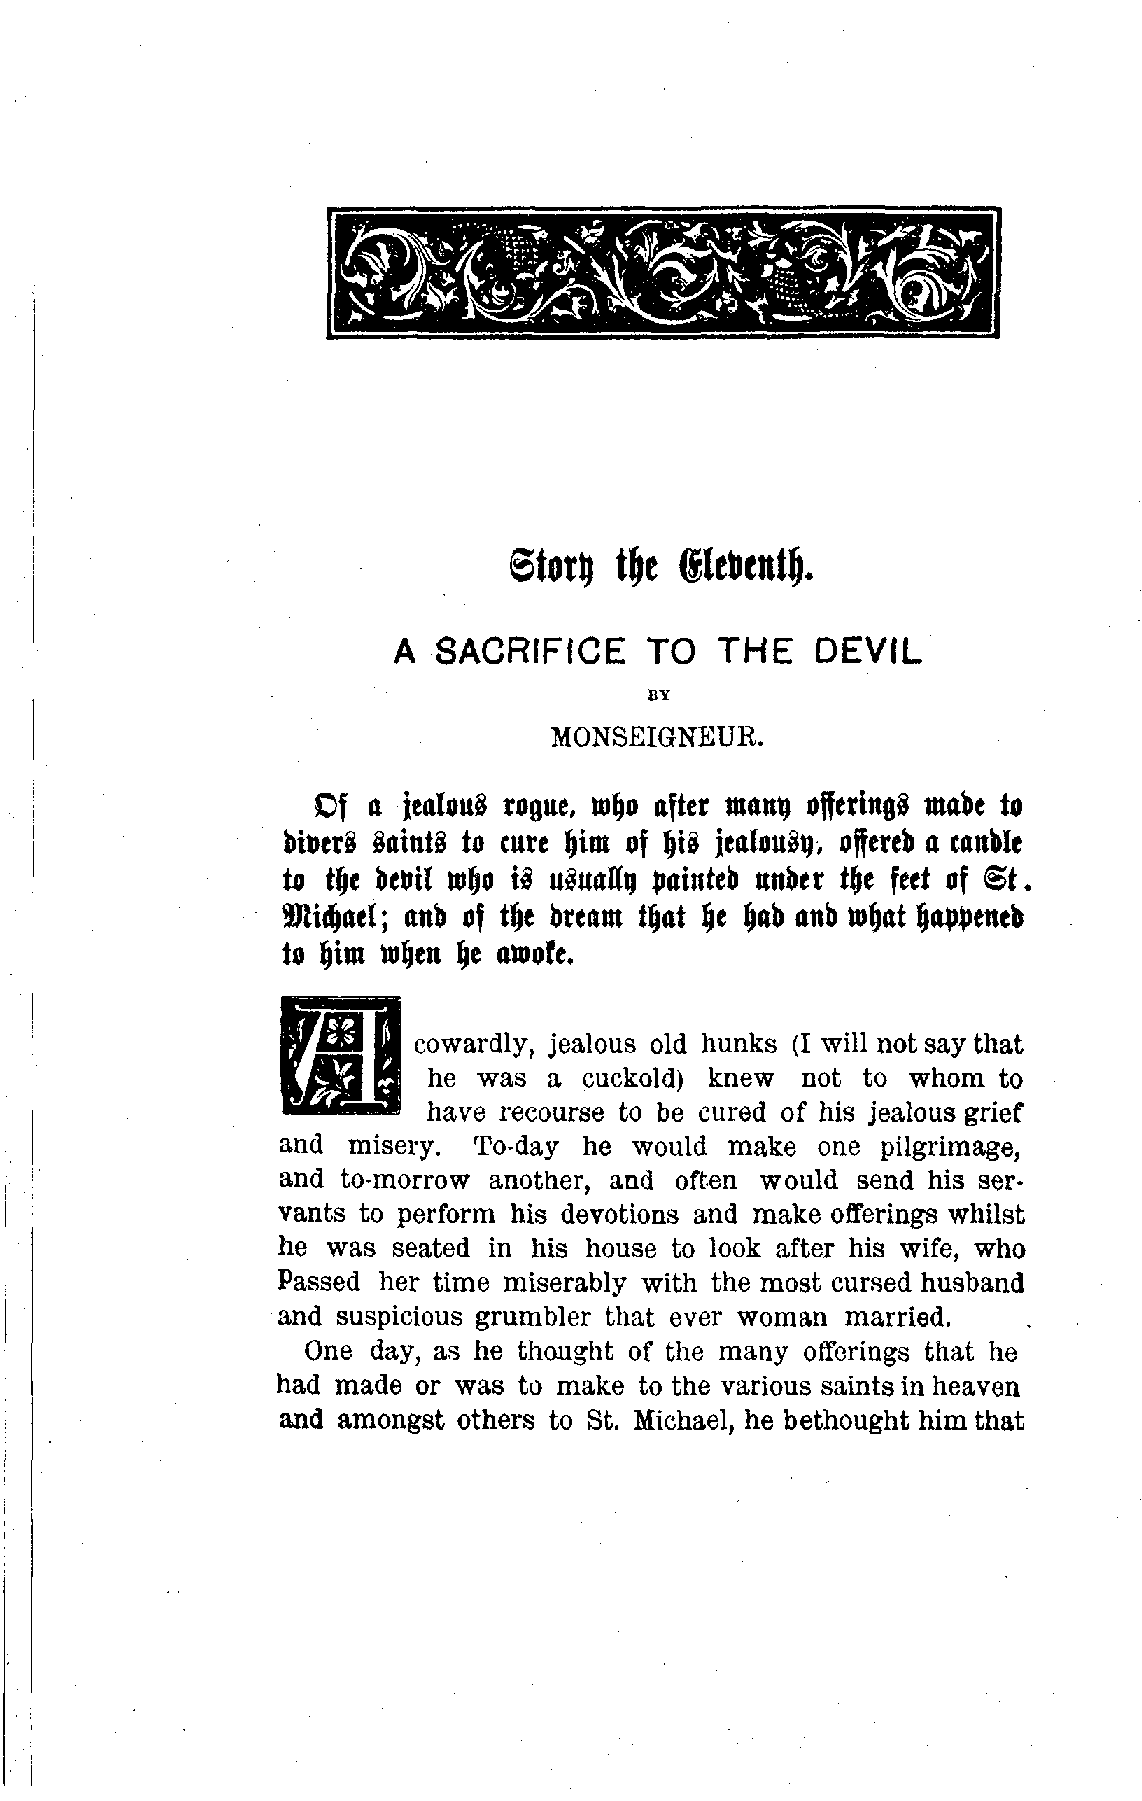 Story the Eleventh.
A SACRIFICE TO THE DEVIL
BY
MONSEIGNEUR.
Of a jealous rogue, who after many offerings made to
divers saints to cure him of his jealousy, offered a candle
to the devil who is usually painted under the feet of St.
Michael; and of the dream that he had and what happened
to him when he awoke.
A cowardly, jealous old hunks (I will not say that
he was a cuckold) knew not to whom to
have recourse to be cured of his jealous grief
and misery. To-day he would make one pilgrimage,
and to-morrow another, and often would send his ser-
vants to perform his devotions and make offerings whilst
he was seated in his house to look after his wife, who
Passed her time miserably with the most cursed husband
and suspicious grumbler that ever woman married.
One day, as he thought of the many offerings that he
had made or was to make to the various saints in heaven
and amongst others to St. Michael, he bethought him that